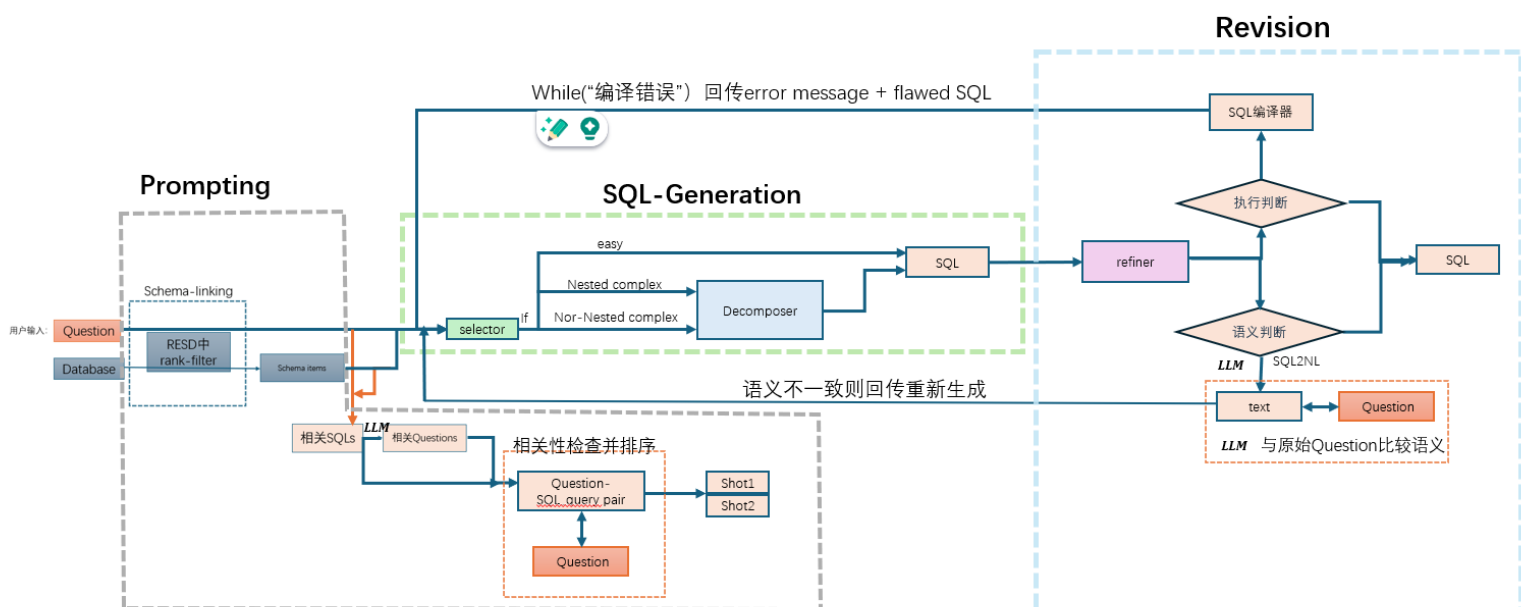 Revision
While(“编译错误”）回传error message + flawed SQL
SQL编译器
Prompting
SQL-Generation
执行判断
easy
SQL
refiner
SQL
Schema-linking
Nested complex
Decomposer
用户输入:
Question
selector
If
Nor-Nested complex
语义判断
RESD中
rank-filter
Database
Schema items
LLM
SQL2NL
语义不一致则回传重新生成
text
Question
LLM 与原始Question比较语义
相关SQLs
LLM
相关Questions
相关性检查并排序
Question-
SQL query pair
Shot1
Shot2
Question